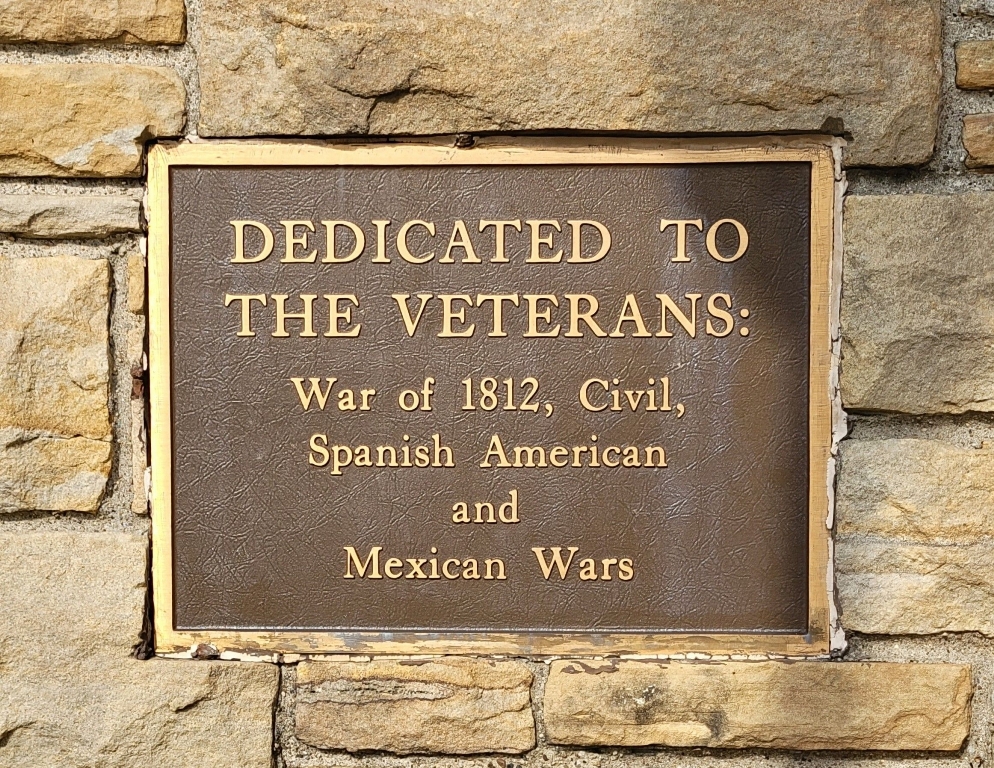 DEDICATED TO
THE VETERANS:
War of 1812, Civil,
Spanish American
and
Mexican Wars